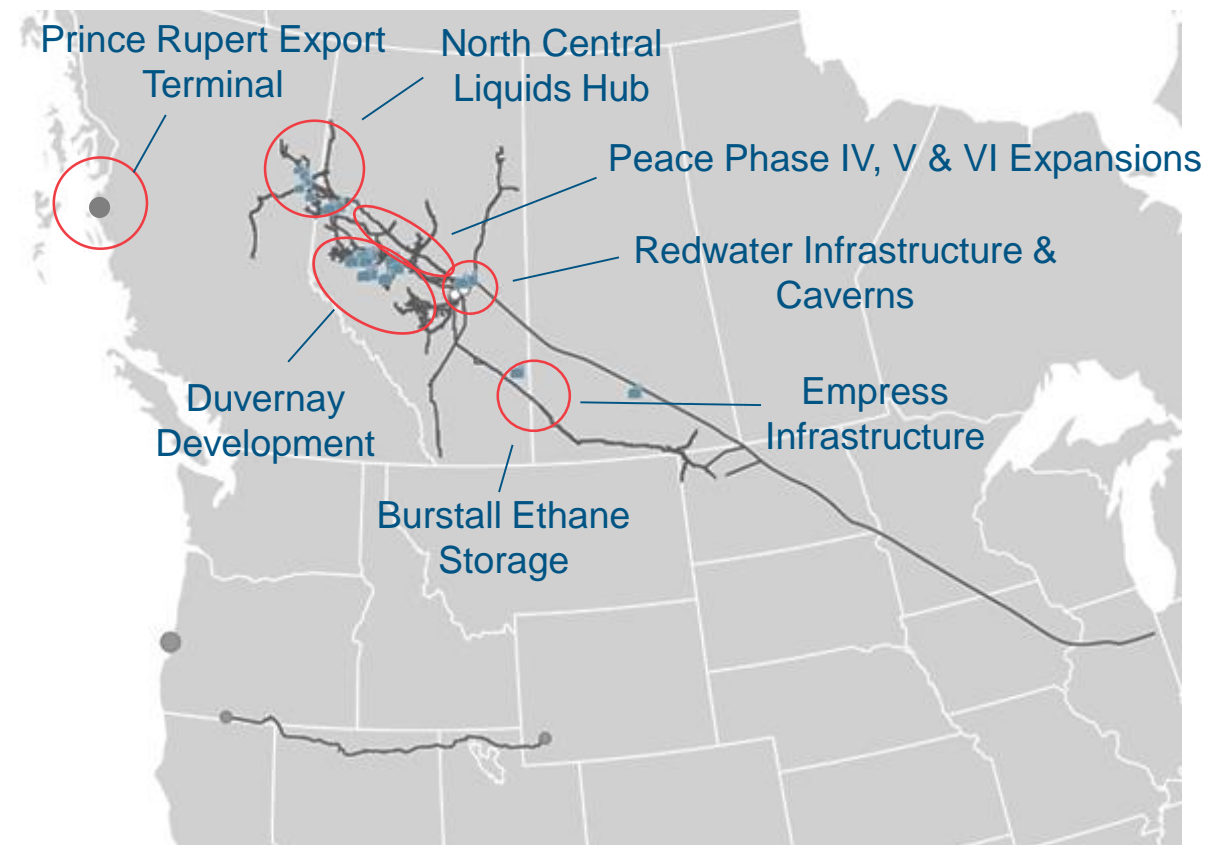 Prince Rupert Export
Terminal
North Central
Liquids Hub
Peace Phase IV, V & VI Expansions
Redwater Infrastructure &
Caverns
Duvernay
Development
Empress
Infrastructure
Burstall Ethane
Storage